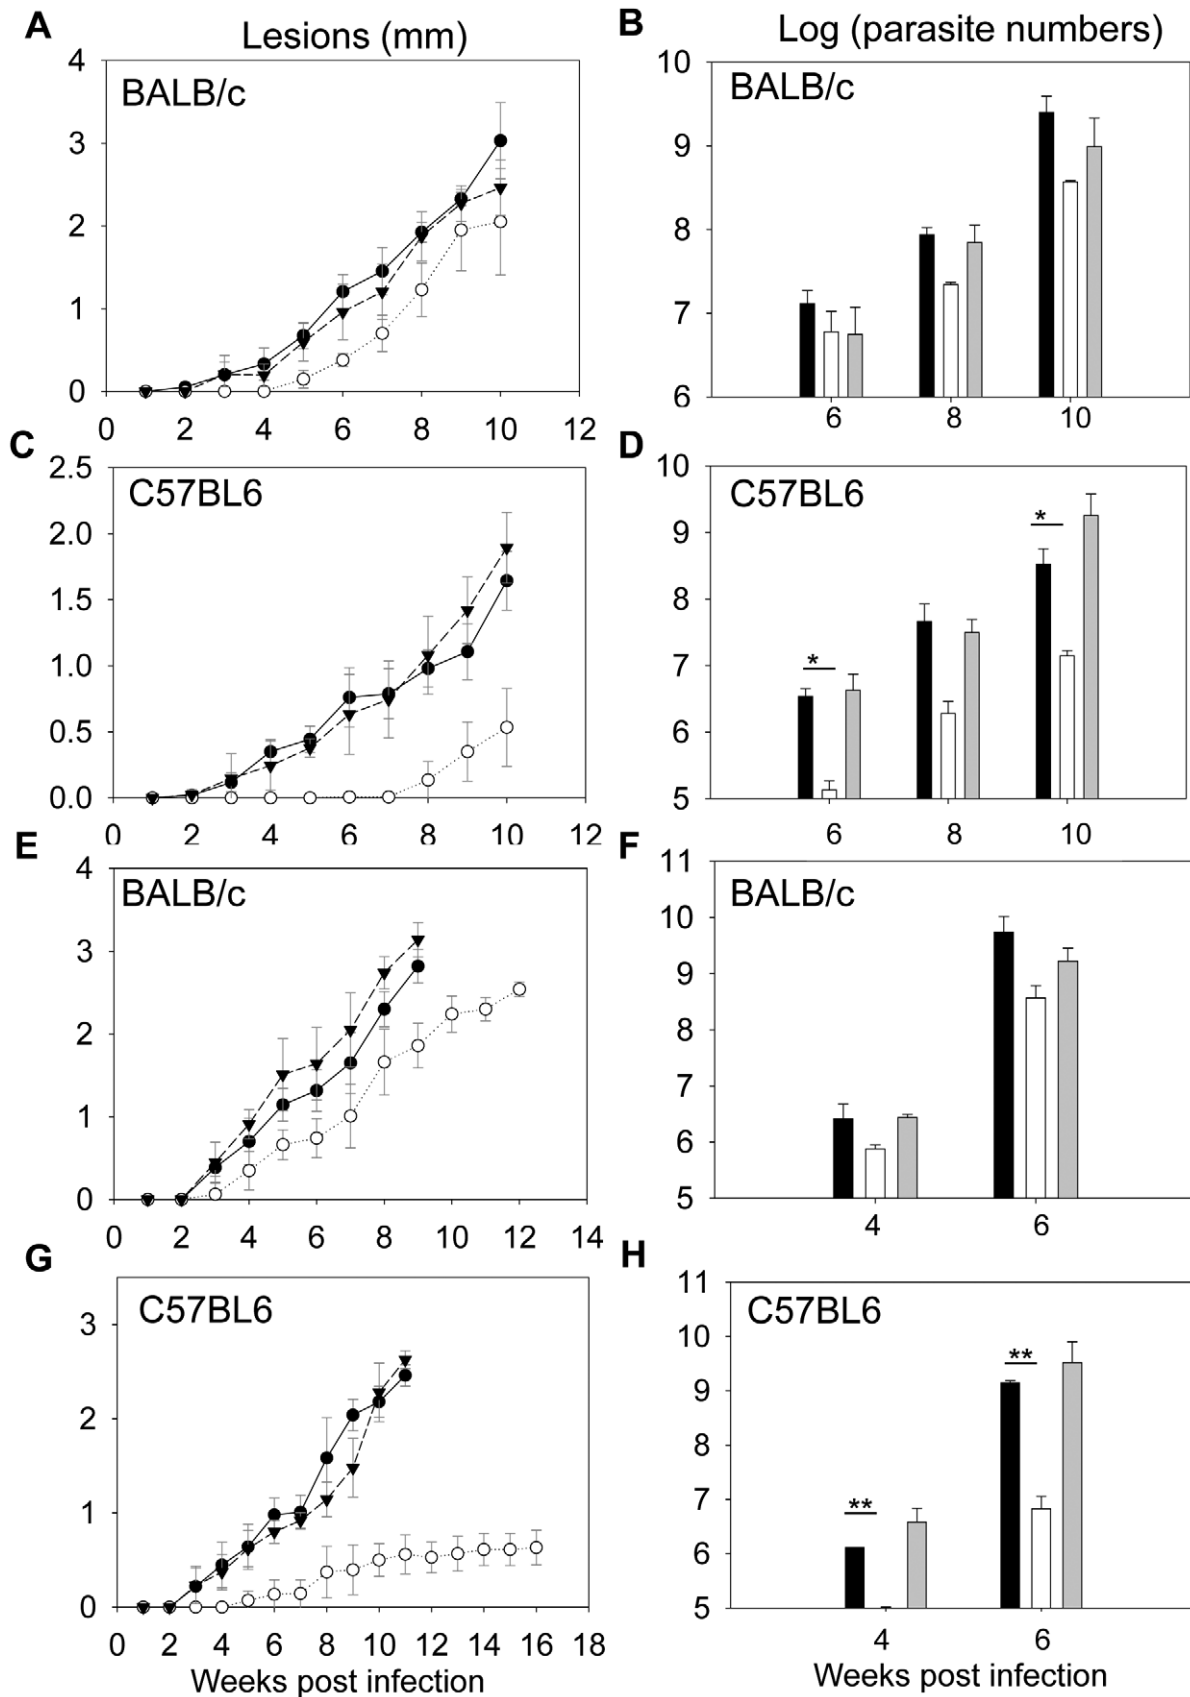 A
Lesions (mm)
BALB/c
4
3
2
1
0
0 2 4 6 8 10 12
B
Log (parasite numbers)
BALB/c
10
9
8
7
6
6 8 10
C
C57BL6
2.5
2.0
1.5
1.0
0.5
0.0
0 2 4 6 8 10 12
D
C57BL6
10
9
8
7
6
5
* *
6 8 10
E
BALB/c
4
3
2
1
0
0 2 4 6 8 10 12 14
F
BALB/c
11
10
9
8
7
6
5
4 6
G
C57BL6
3
2
1
0
0 2 4 6 8 10 12 14 16 18
Weeks post infection
H
C57BL6
11
10
9
8
7
6
5
** **
4 6
Weeks post infection